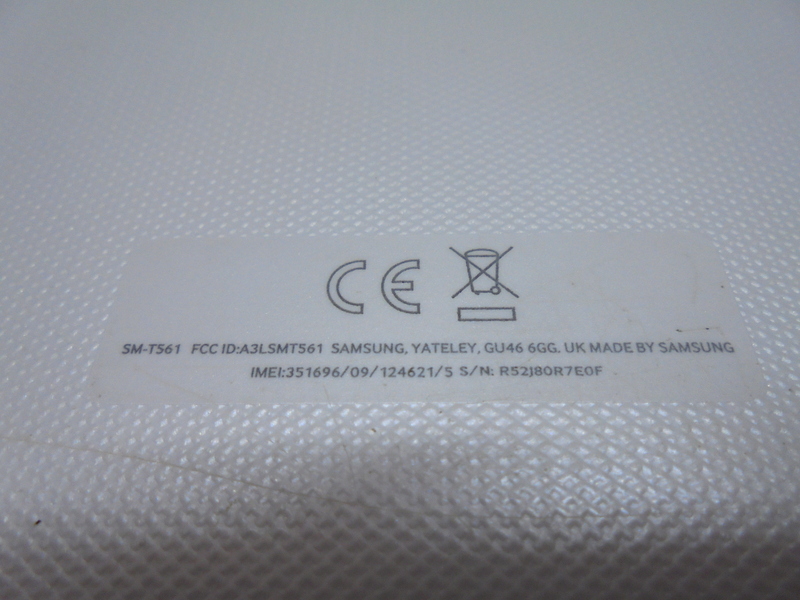 CE
SM-T561 FCC ID:A3LSMT561 SAMSUNG, YATELEY, GU46 6GG. UK MADE BY SAMSUNG
IMEI:351696/09/124621/5 S/N: R52J80R7E0F